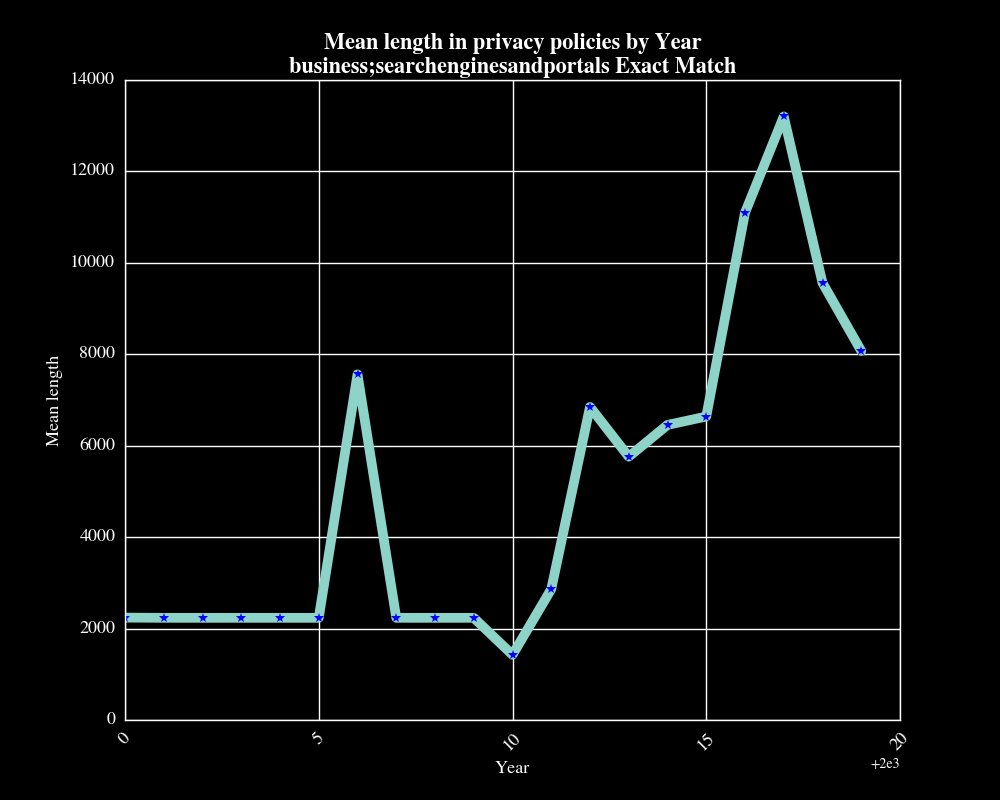 Mean length in privacy policies by Year
business;searchenginesandportals Exact Match
14000
12000
10000
8000
6000
4000
2000
0
Mean length
0 5 10 15 20
Year
+2e3